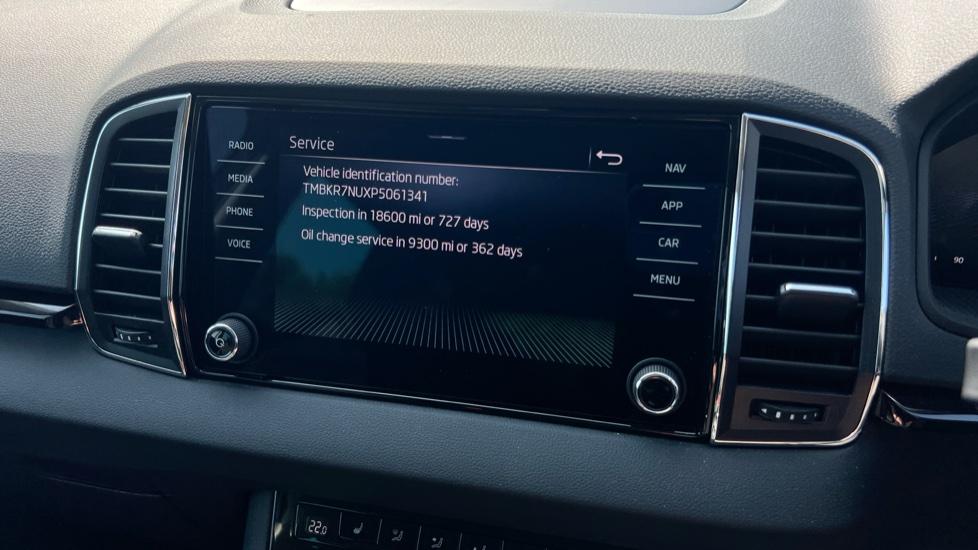 Service
RADIO
MEDIA
PHONE
VOICE
Vehicle identification number:
TMBKR7NUXP5061341
Inspection in 18600 mi or 727 days
Oil change service in 9300 mi or 362 days
NAV
APP
CAR
MENU
90
22.0